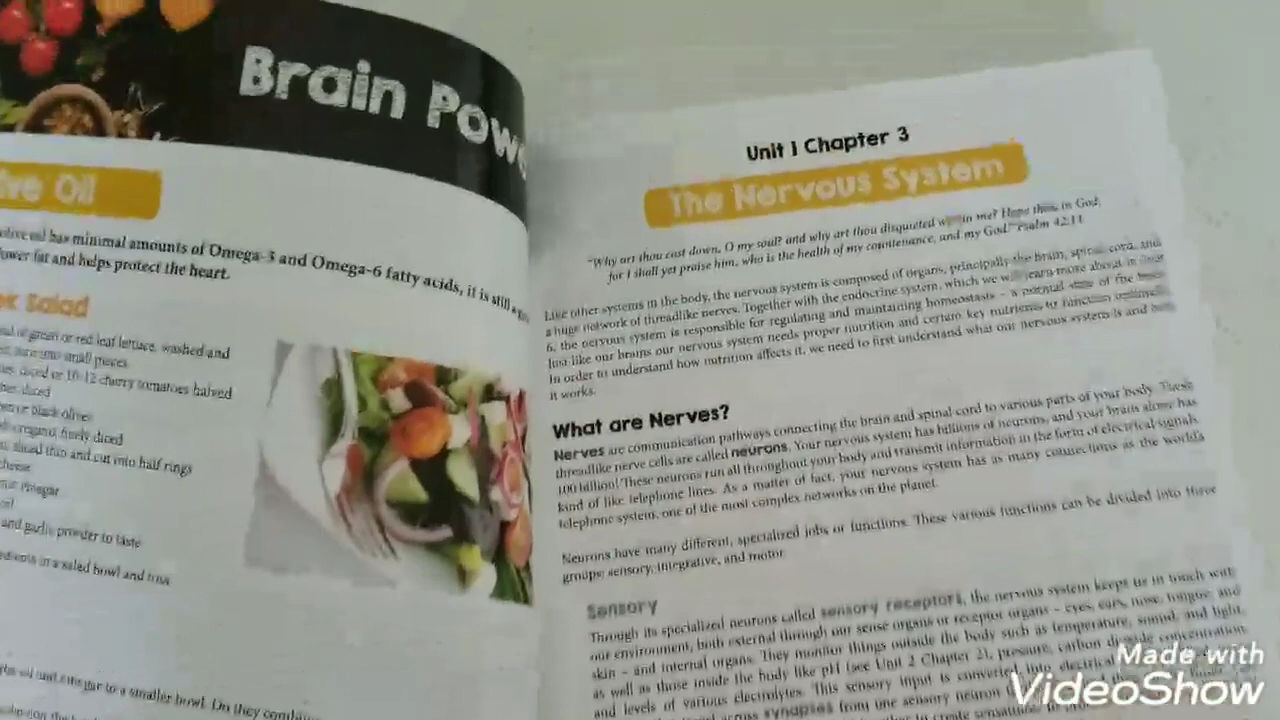 Brain Pow
ive Oil
olive oil has minimal amounts of Omega-3 and Omega-6 fatty acids, it is still
lower fat and helps protect the heart.
ek Salad
of green or red leaf lettuce, washed and
into small pieces
diced or 10-12 cherry tomatoes halved
diced
black olives
oregano, finely diced
sliced thin and cut into half rings
cheese
vinegar
and garlic powder to taste
in a salad bowl and toss
oil and vinegar to a smaller bowl. Do they
Unit 1 Chapter 3
The Nervous System
"Why art thou cast down, O my soul? and why art thou disquieted in me? Hope thou in God,
for I shall yet praise him, who is the health of my countenance, and my God." Psalm 42:11
Like other systems in the body, the nervous system is composed of organs, principally the brain, spinal cord, and
a huge network of threadlike nerves. Together with the endocrine system, which we will learn more about in
6, the nervous system is responsible for regulating and maintaining homeostasis – a normal state of the
Just like our brains our nervous system needs proper nutrition and certain key nutrients to function
In order to understand how nutrition affects it, we need to first understand what our nervous system is and
it works.
What are Nerves?
Nerves are communication pathways connecting the brain and spinal cord to various parts of your body. These
threadlike nerve cells are called neurons. Your nervous system has billions of neurons, and your brain alone has
100 billion! These neurons run all throughout your body and transmit information in the form of electrical signals,
kind of like telephone lines. As a matter of fact, your nervous system has as many connections as the world's
telephone system, one of the most complex networks on the planet.
Neurons have many different, specialized jobs or functions. These various functions can be divided into three
groups: sensory, integrative, and motor.
Sensory
Through its specialized neurons called sensory receptors, the nervous system keeps us in touch with
our environment, both external through our sense organs or receptor organs – eyes, ears, nose, tongue, and
skin – and internal organs. They monitor things outside the body such as temperature, sound, and light,
as well as those inside the body like pH (see Unit 2 Chapter 2), pressure, carbon dioxide concentration
and levels of various electrolytes. This sensory input is converted into electrical
across synapses from one sensory neuron
to create sensations
Made with
VideoShow